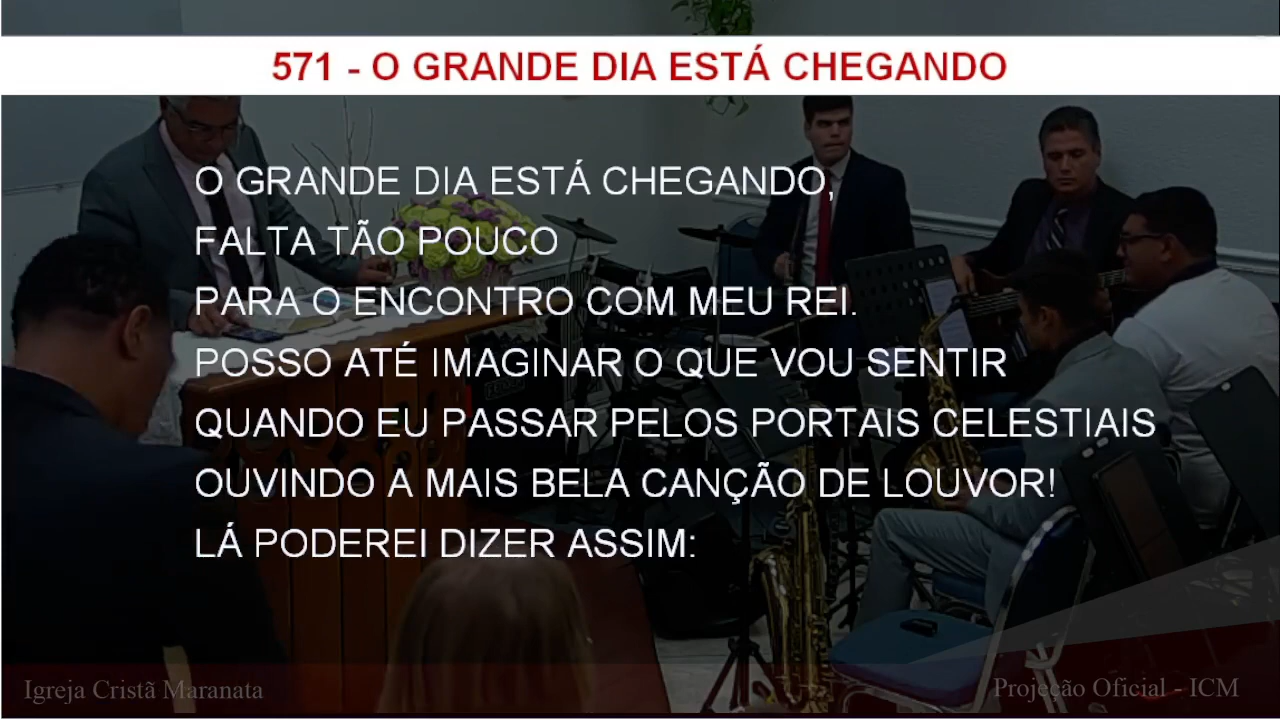 571 - O GRANDE DIA ESTÁ CHEGANDO
O GRANDE DIA ESTÁ CHEGANDO,
FALTA TÃO POUCO
PARA O ENCONTRO COM MEU REI.
POSSO ATÉ IMAGINAR O QUE VOU SENTIR
QUANDO EU PASSAR PELOS PORTAIS CELESTIAIS
OUVINDO A MAIS BELA CANÇÃO DE LOUVOR!
LÁ PODEREI DIZER ASSIM:
Igreja Cristã Maranata
Projeção Oficial - ICM